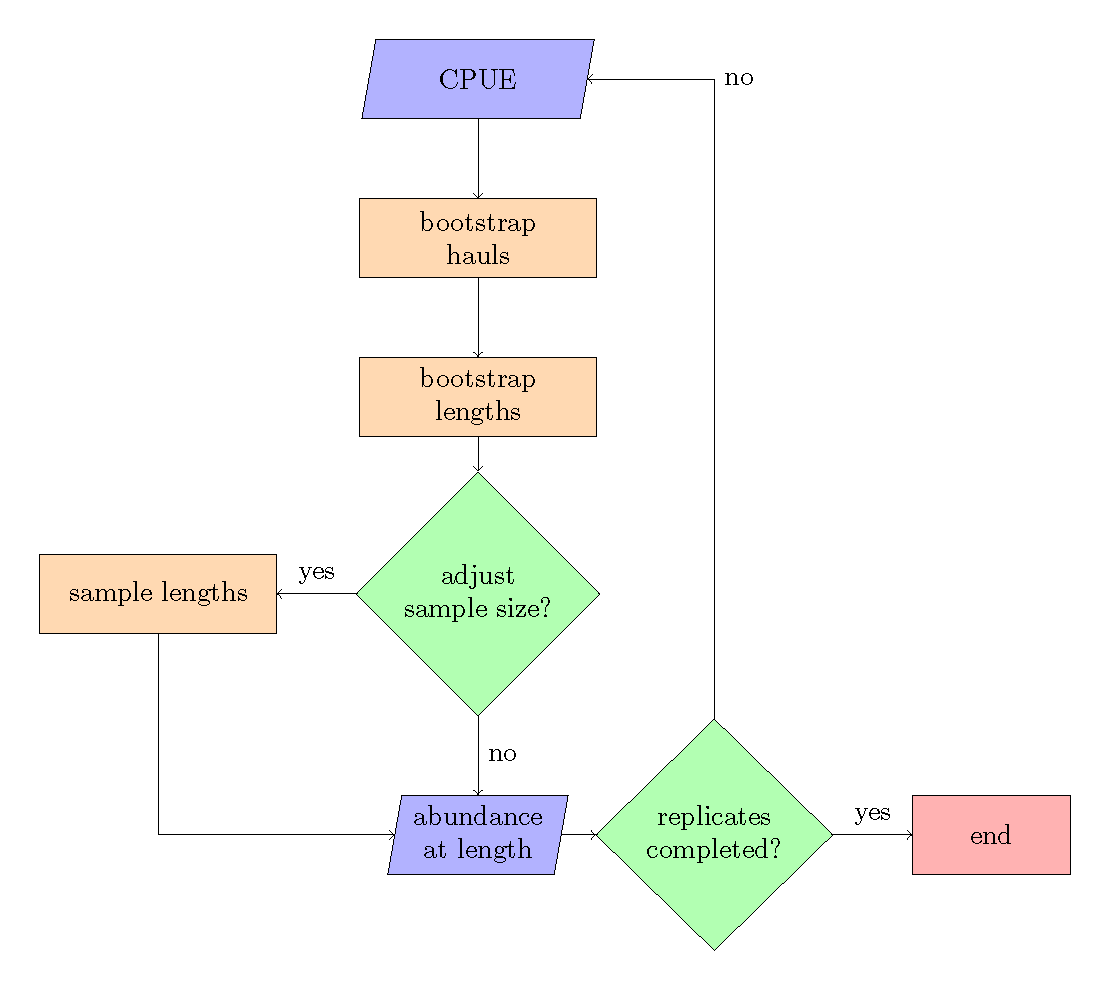 CPUE
no
bootstrap
hauls
bootstrap
lengths
adjust
sample size?
yes
sample lengths
no
abundance
at length
replicates
completed?
yes
end